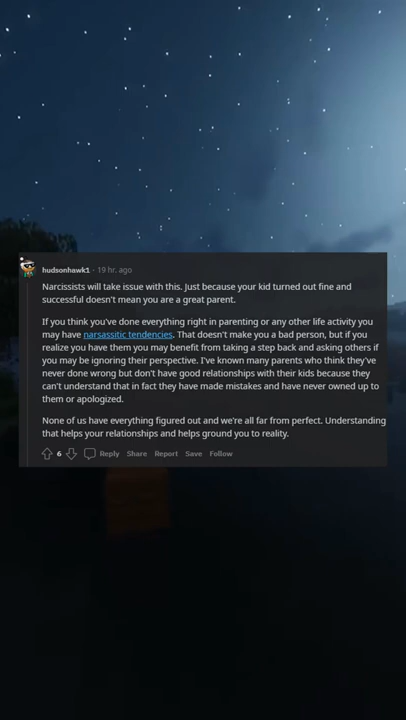 hudsonhawk1 · 19 hr. ago
Narcissists will take issue with this. Just because your kid turned out fine and
successful doesn't mean you are a great parent.
If you think you've done everything right in parenting or any other life activity you
may have narsassitic tendencies. That doesn't make you a bad person, but if you
realize you have them you may benefit from taking a step back and asking others if
you may be ignoring their perspective. I've known many parents who think they've
never done wrong but don't have good relationships with their kids because they
can't understand that in fact they have made mistakes and have never owned up to
them or apologized.
None of us have everything figured out and we're all far from perfect. Understanding
that helps your relationships and helps ground you to reality.
6 Reply Share Report Save Follow